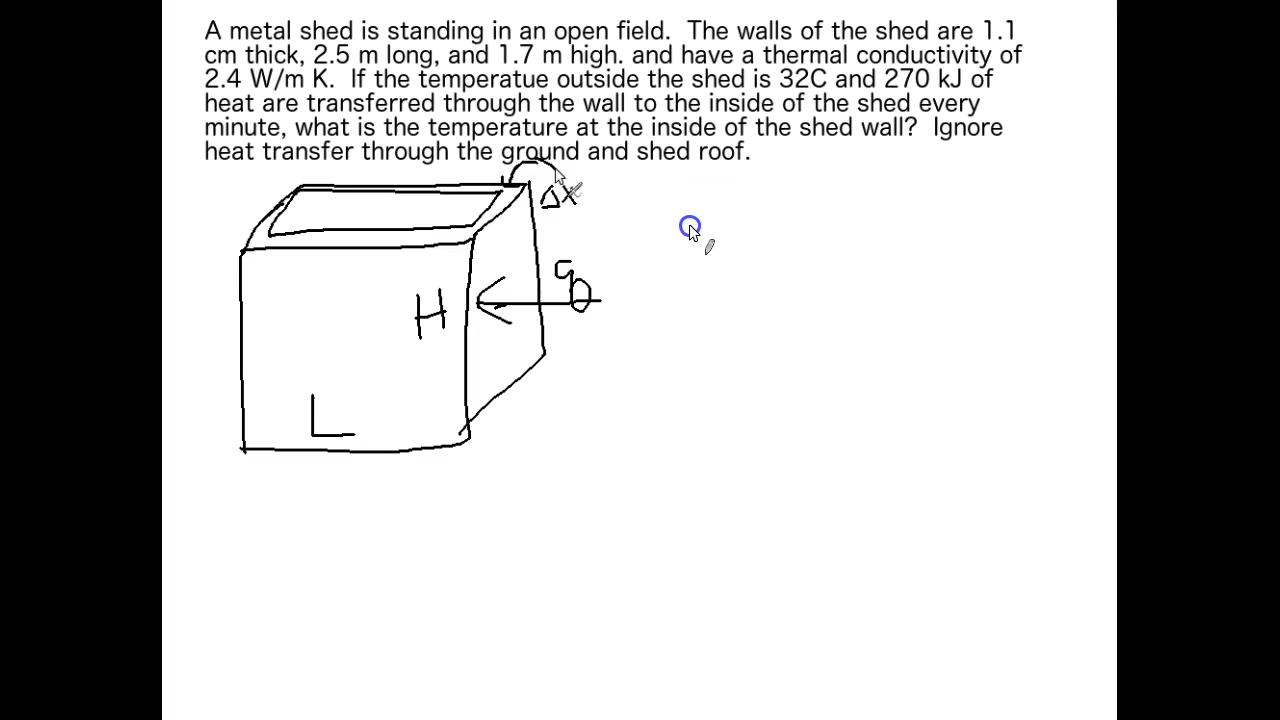 A metal shed is standing in an open field.  The walls of the shed are 1.1
cm thick, 2.5 m long, and 1.7 m high. and have a thermal conductivity of
2.4 W/m K.  If the temperatue outside the shed is 32C and 270 kJ of
heat are transferred through the wall to the inside of the shed every
minute, what is the temperature at the inside of the shed wall?  Ignore
heat transfer through the ground and shed roof.
Δx
H
L